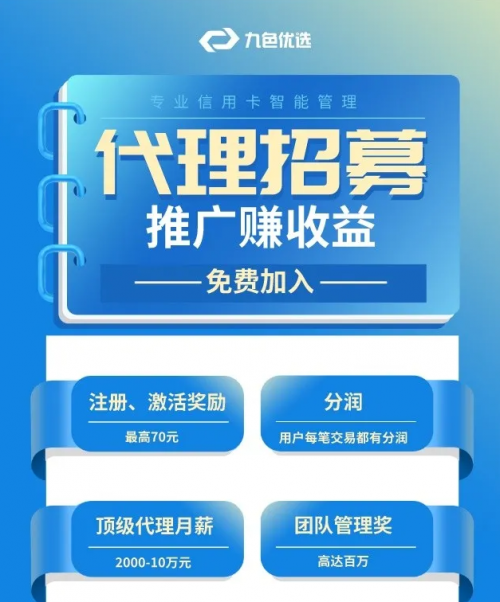 九色优选
专业信用卡智能管理
代理招募
推广赚收益
免费加入
注册、激活奖励
最高70元
分润
用户每笔交易都有分润
顶级代理月薪
2000-10万元
团队管理奖
高达百万